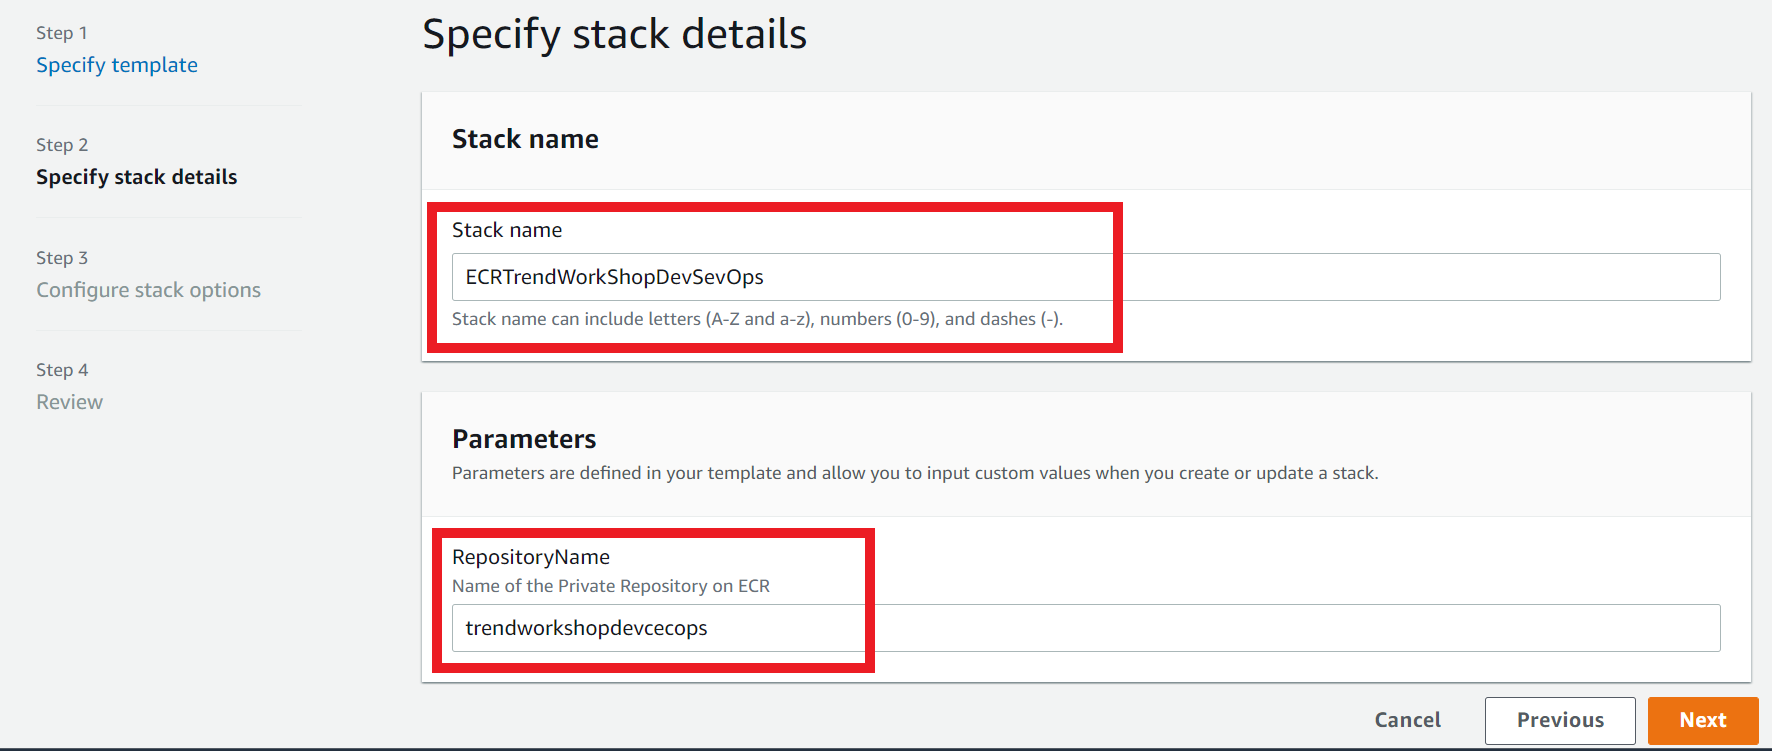 Step 1
Specify template
Step 2
Specify stack details
Step 3
Configure stack options
Step 4
Review
Specify stack details
Stack name
Stack name
ECRTrendWorkShopDevSevOps
Stack name can include letters (A-Z and a-z), numbers (0-9), and dashes (-).
Parameters
Parameters are defined in your template and allow you to input custom values when you create or update a stack.
RepositoryName
Name of the Private Repository on ECR
trendworkshopdevcecops
Cancel
Previous
Next